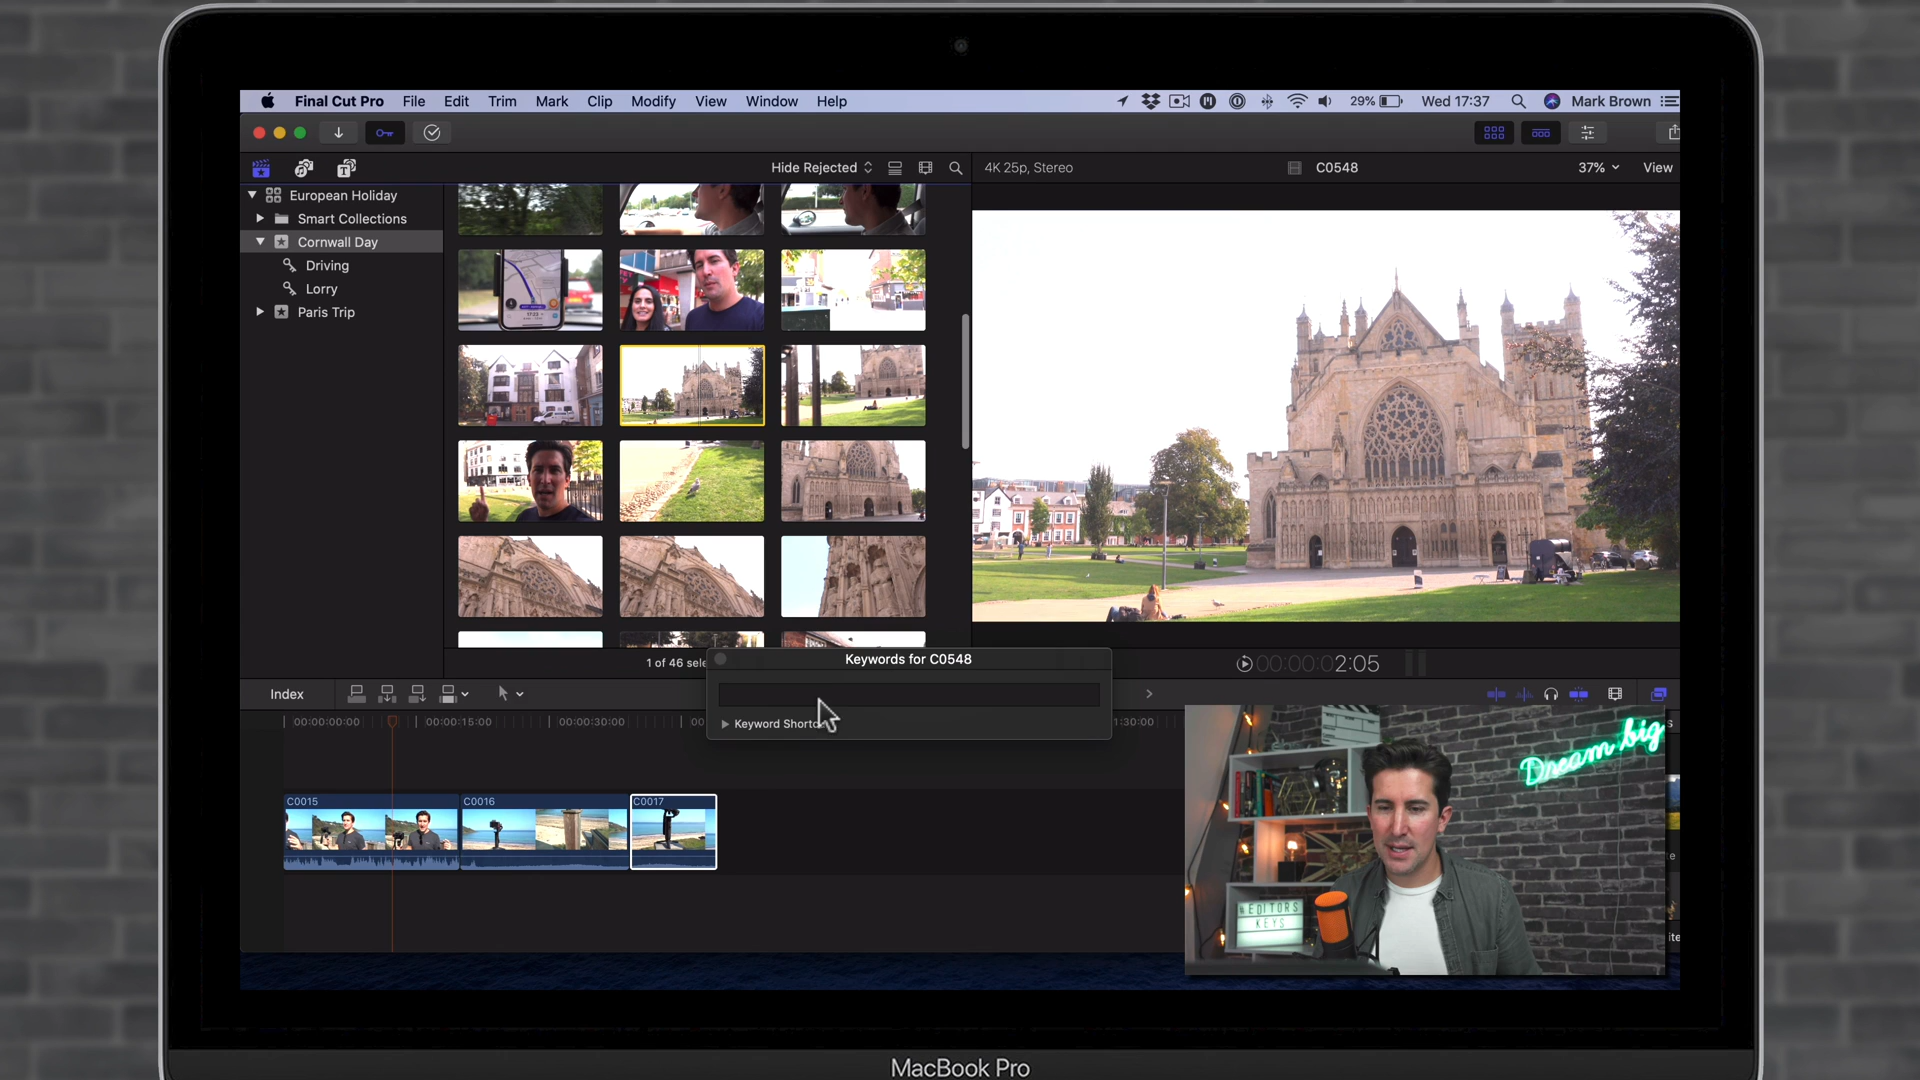 Final Cut Pro File Edit Trim Mark Clip Modify View Window Help 29% Wed 17:37 Mark Brown
Hide Rejected 4K 25p, Stereo C0548 37% View
European Holiday
Smart Collections
Cornwall Day
Driving
Lorry
Paris Trip
1 of 46 sele
Keywords for C0548
00:00:00:02:05
Keyword Shortc
Index
00:00:00:00 00:00:15:00 00:00:30:00 00 1:30:00
C0015 C0016 C0017
Dream big
#EDITORS
KEYS
MacBook Pro